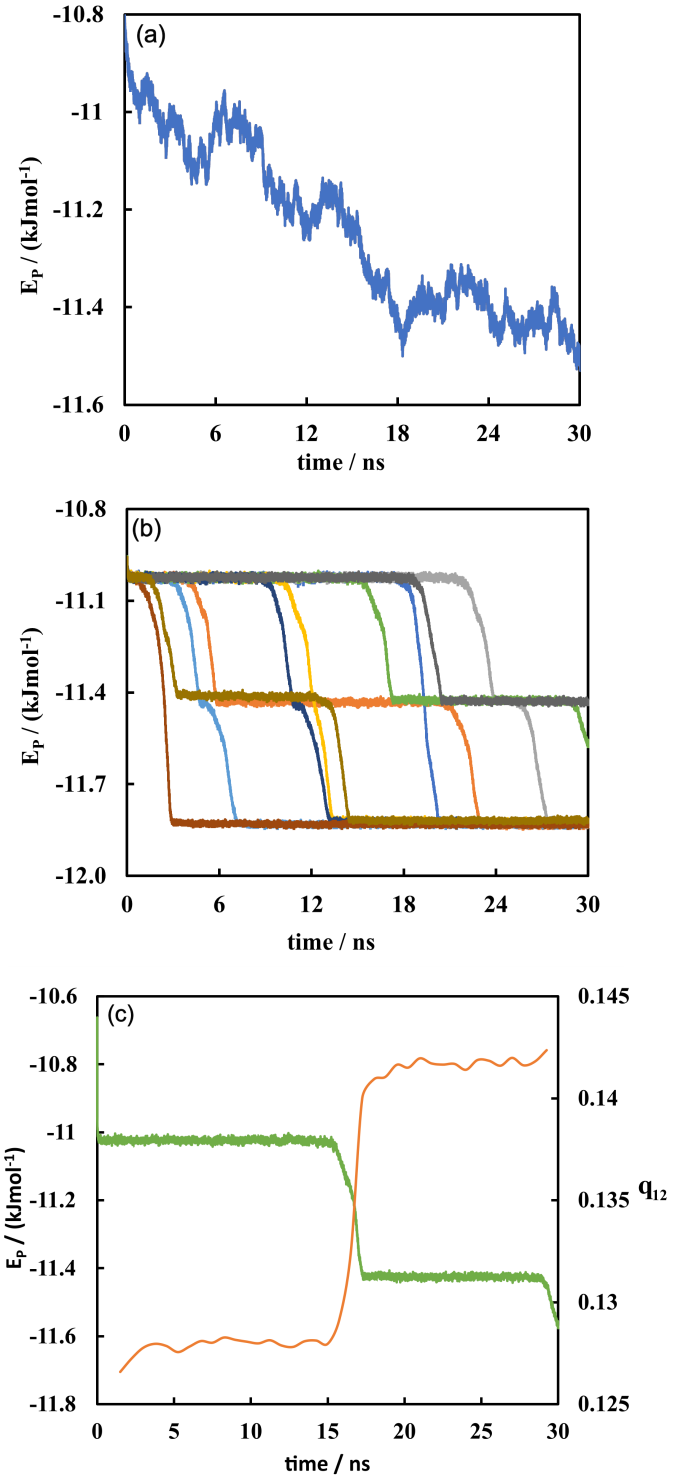 (a)
-10.8
-11
-11.2
-11.4
-11.6
E_P / (kJmol⁻¹)
0 6 12 18 24 30
time / ns
(b)
-10.8
-11.1
-11.4
-11.7
-12.0
E_P / (kJmol⁻¹)
0 6 12 18 24 30
time / ns
(c)
-10.6
-10.8
-11
-11.2
-11.4
-11.6
-11.8
E_P / (kJmol⁻¹)
0.145
0.14
0.135
0.13
0.125
q₁₂
0 5 10 15 20 25 30
time / ns